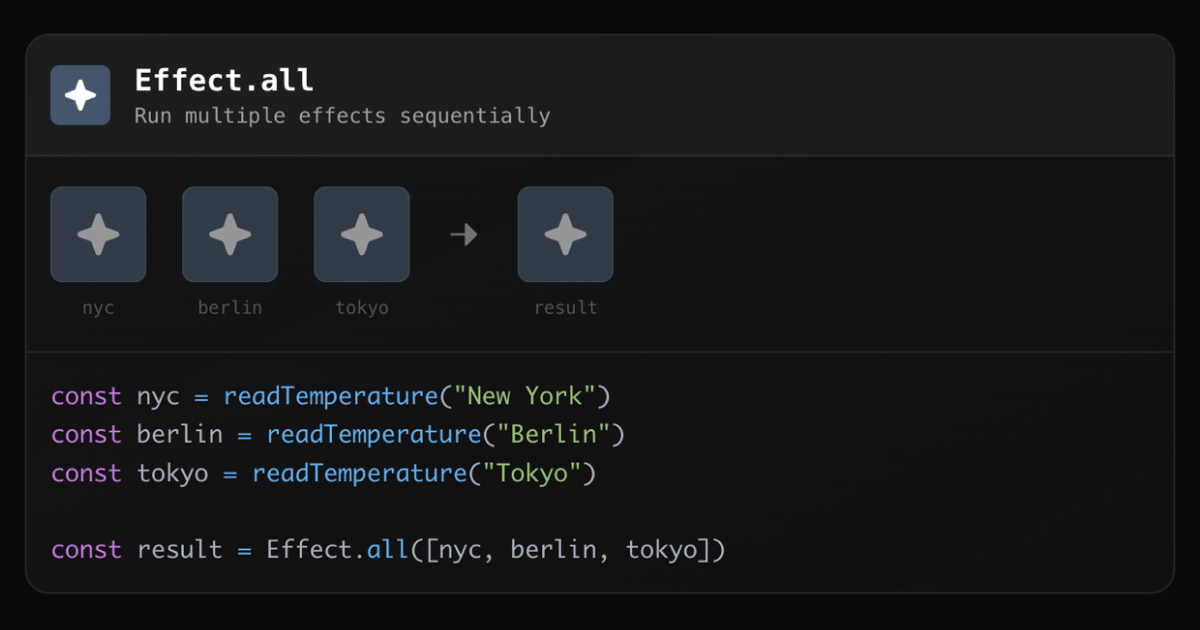 Effect.all
Run multiple effects sequentially
nyc berlin tokyo result
const nyc = readTemperature("New York")
const berlin = readTemperature("Berlin")
const tokyo = readTemperature("Tokyo")
const result = Effect.all([nyc, berlin, tokyo])